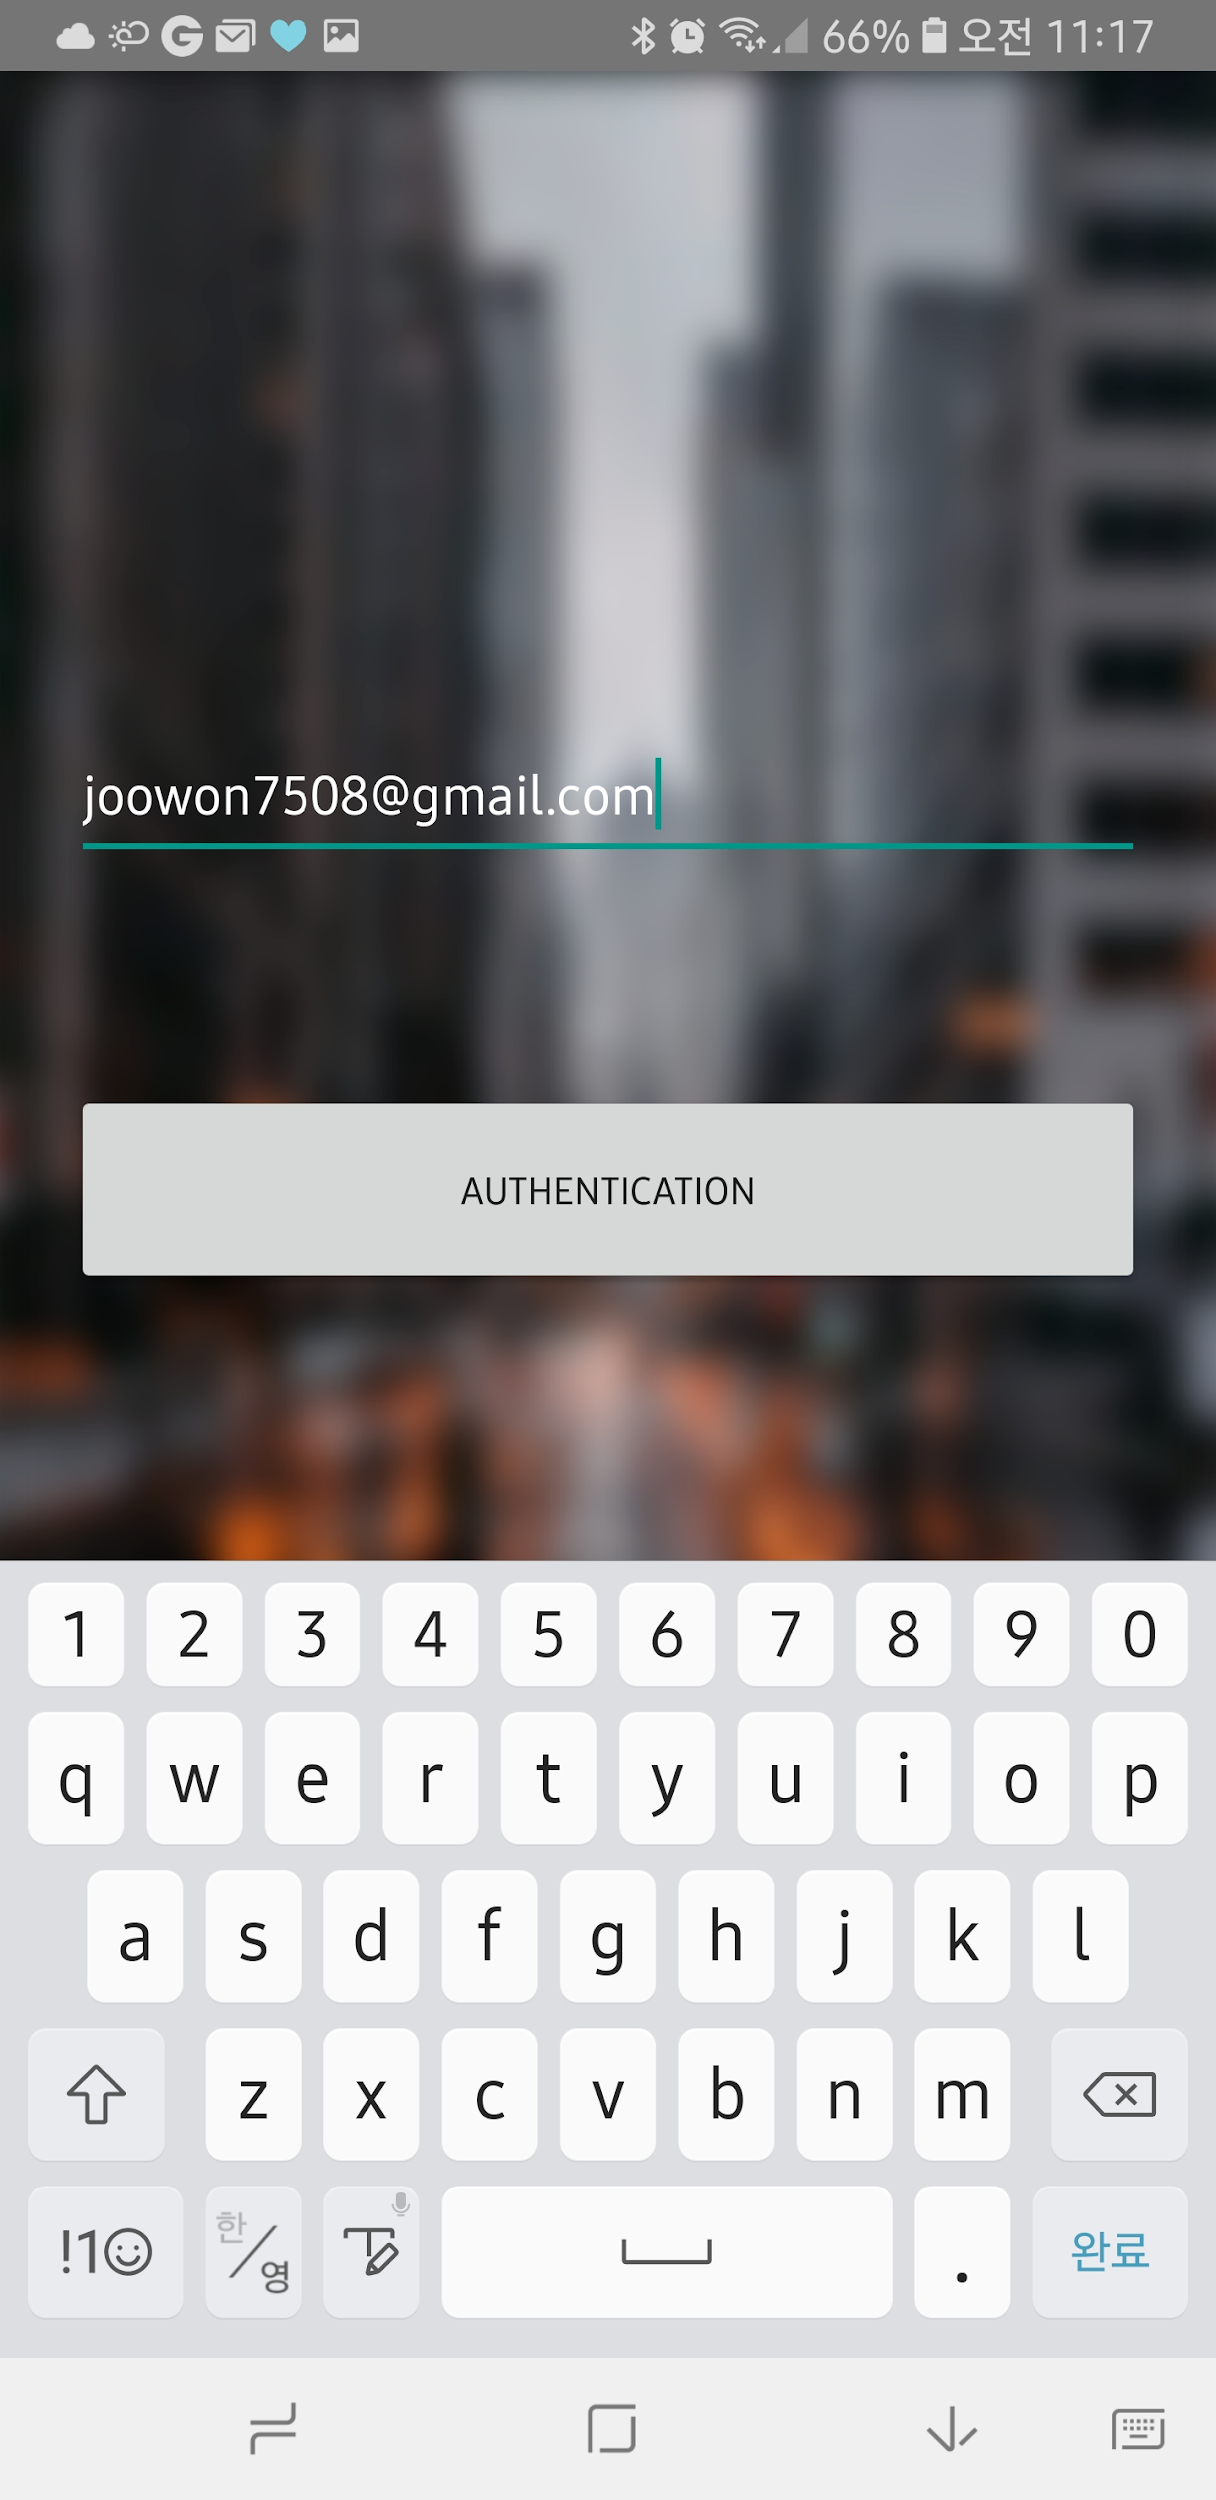 66% 오전 11:17
joowon7508@gmail.com
AUTHENTICATION
1 2 3 4 5 6 7 8 9 0
q w e r t y u i o p
a s d f g h j k l
z x c v b n m
!1☺ 한/영 . 완료